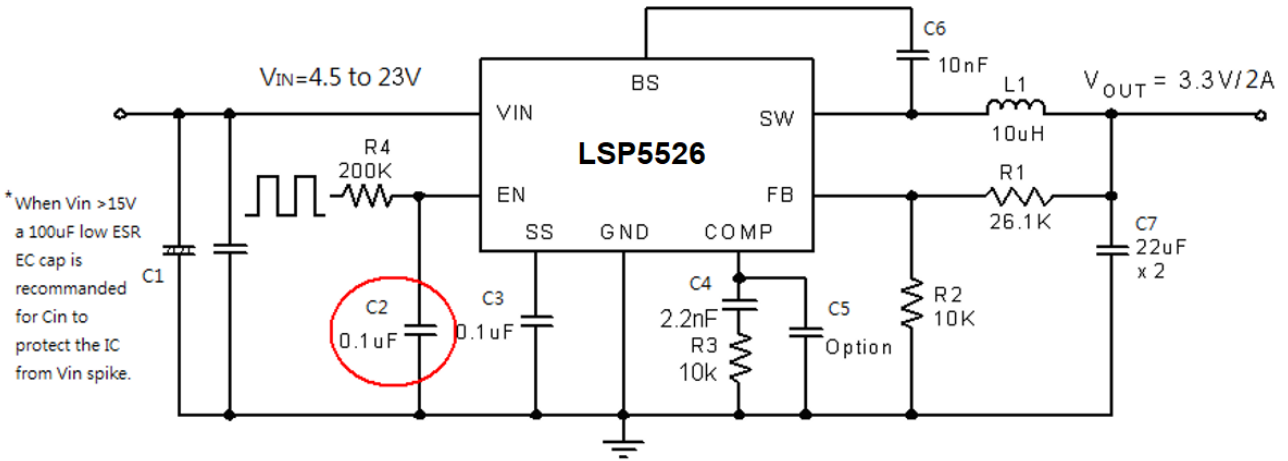 C6
10nF
VIN=4.5 to 23V
BS
L1
10uH
VOUT = 3.3V/2A
VIN
SW
LSP5526
R4
200K
EN
FB
R1
26.1K
* When Vin >15V
a 100uF low ESR
EC cap is
recommanded
for Cin to
protect the IC
from Vin spike.
SS
GND
COMP
C7
22uF
x 2
C1
C2
0.1uF
C3
0.1uF
C4
2.2nF
R3
10k
C5
Option
R2
10K